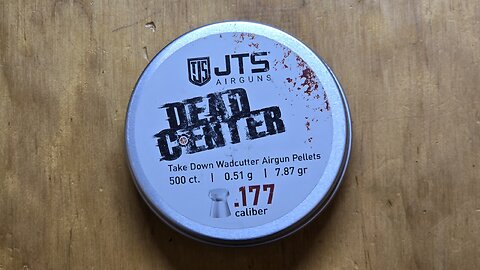 JTS
AIRGUNS
DEAD
CENTER
Take Down Wadcutter Airgun Pellets
500 ct. | 0.51 g | 7.87 gr
.177
caliber